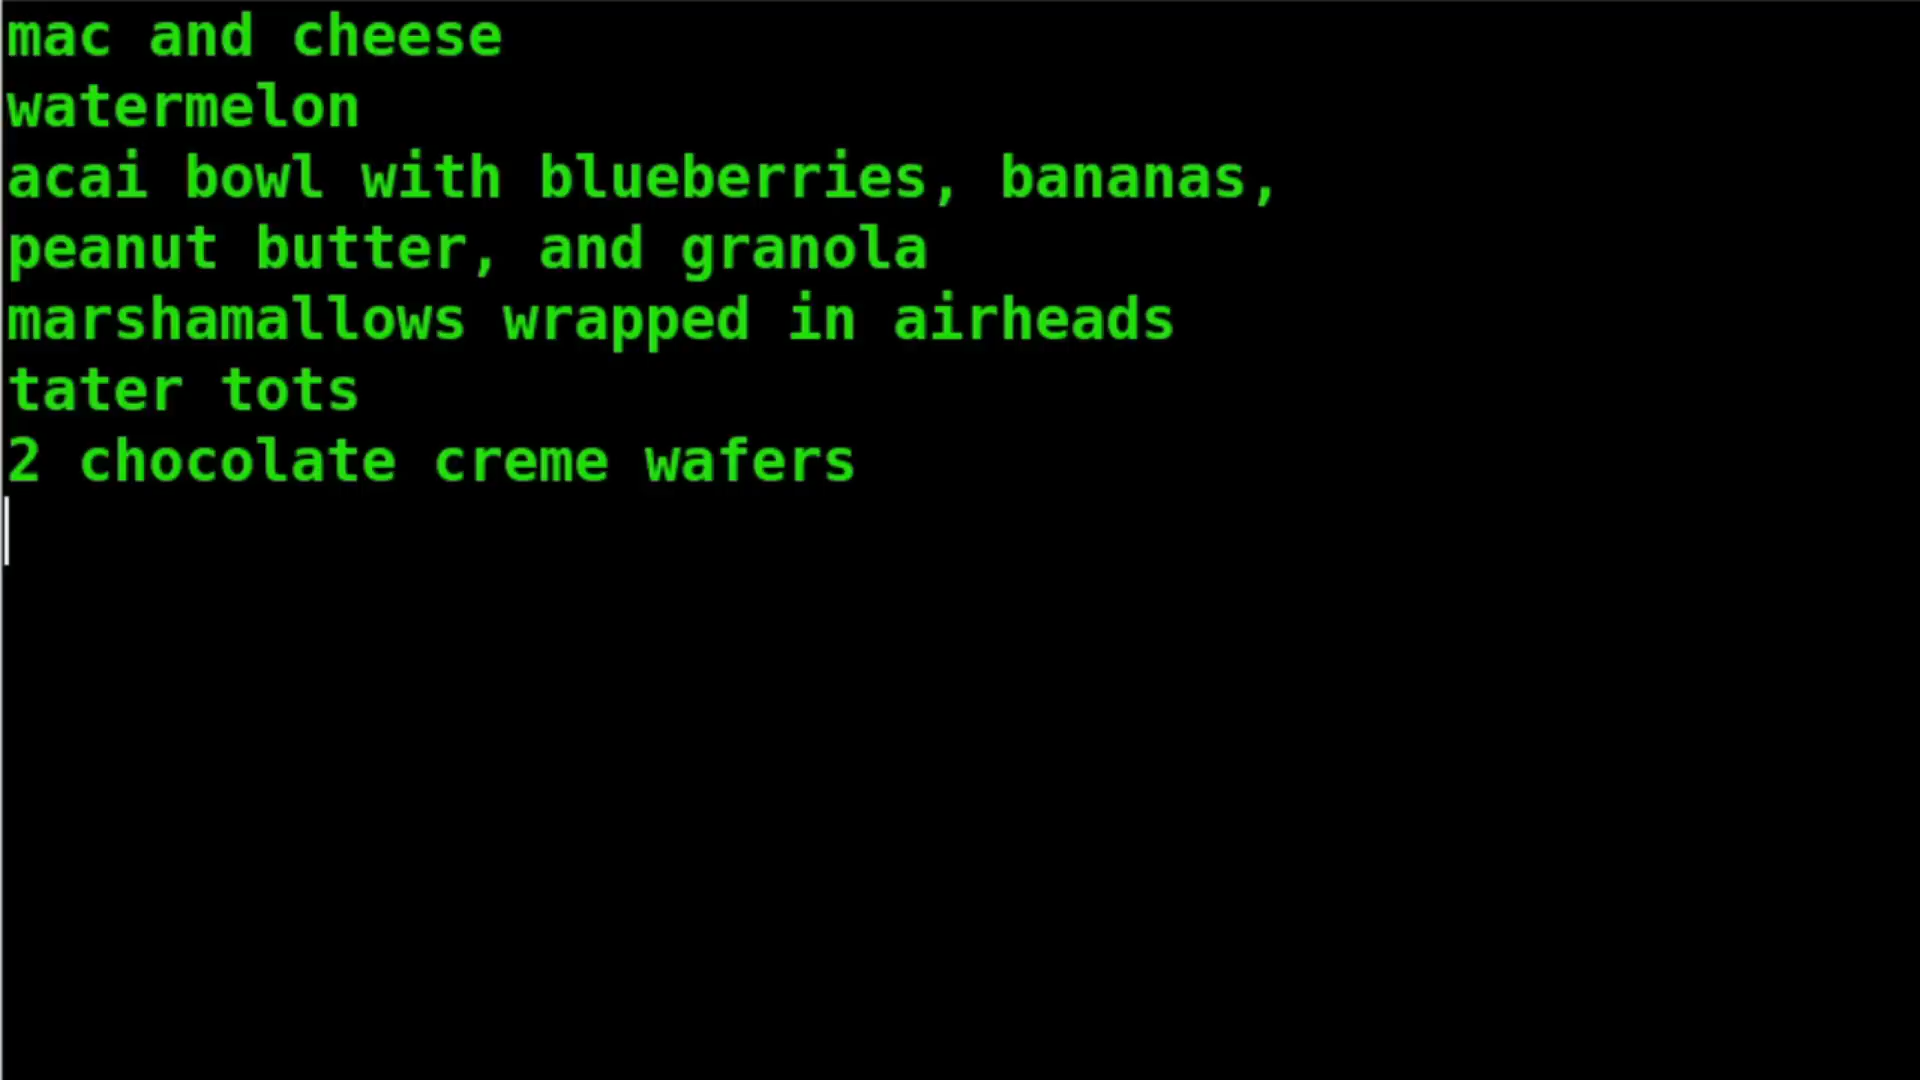 mac and cheese
watermelon
acai bowl with blueberries, bananas,
peanut butter, and granola
marshamallows wrapped in airheads
tater tots
2 chocolate creme wafers